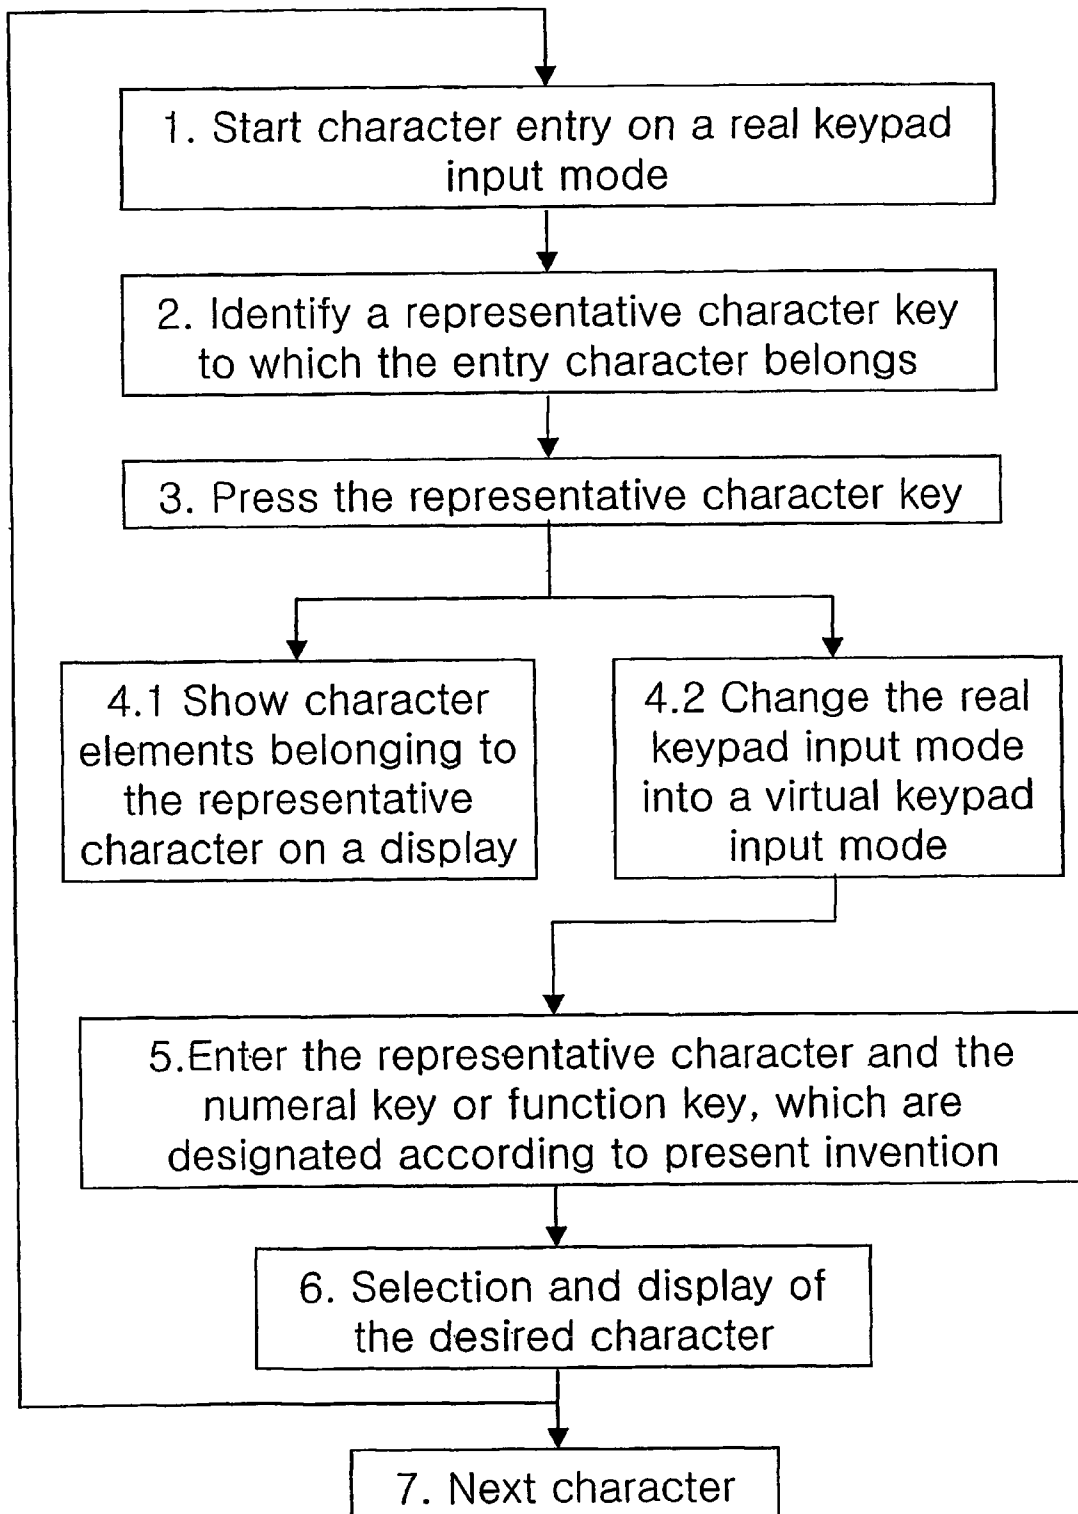 1. Start character entry on a real keypad
input mode
2. Identify a representative character key
to which the entry character belongs
3. Press the representative character key
4.1 Show character
elements belonging to
the representative
character on a display
4.2 Change the real
keypad input mode
into a virtual keypad
input mode
5.Enter the representative character and the
numeral key or function key, which are
designated according to present invention
6. Selection and display of
the desired character
7. Next character